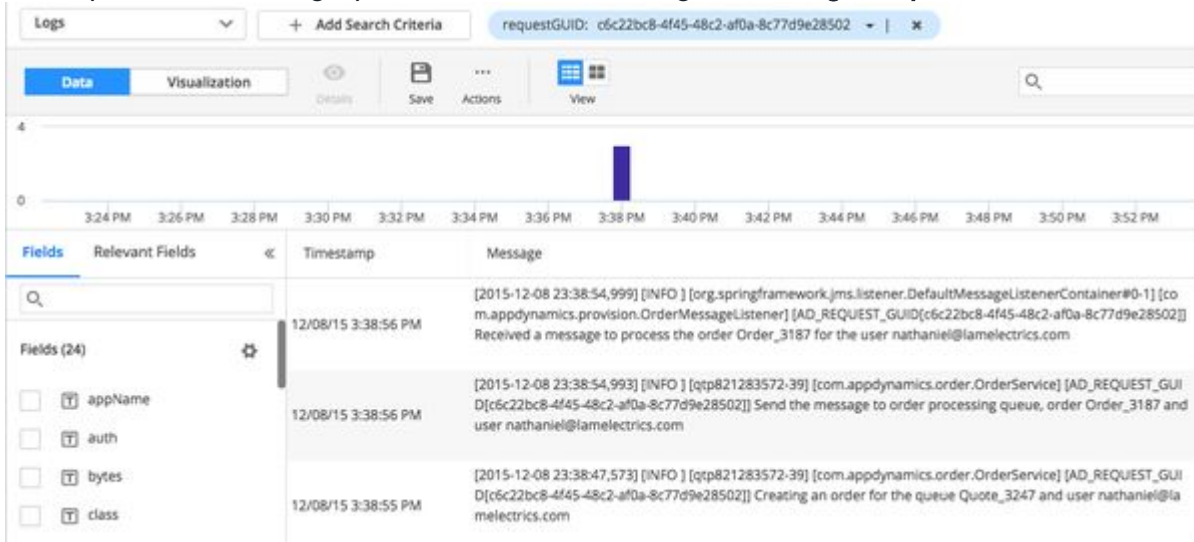 Logs
+ Add Search Criteria
requestGUID: c6c22bc8-4f45-48c2-af0a-8c77d9e28502
Data
Visualization
Details
Save
Actions
View
4
0
3:24 PM 3:26 PM 3:28 PM 3:30 PM 3:32 PM 3:34 PM 3:36 PM 3:38 PM 3:40 PM 3:42 PM 3:44 PM 3:46 PM 3:48 PM 3:50 PM 3:52 PM
Fields
Relevant Fields
«
Timestamp
Message
Fields (24)
appName
auth
bytes
class
12/08/15 3:38:56 PM
[2015-12-08 23:38:54,999] [INFO ] [org.springframework.jms.listener.DefaultMessageListenerContainer#0-1] [co
m.appdynamics.provision.OrderMessageListener] [AD_REQUEST_GUID[c6c22bc8-4f45-48c2-af0a-8c77d9e28502]]
Received a message to process the order Order_3187 for the user nathaniel@lamelectrics.com
12/08/15 3:38:56 PM
[2015-12-08 23:38:54,993] [INFO ] [qtp821283572-39] [com.appdynamics.order.OrderService] [AD_REQUEST_GUI
D[c6c22bc8-4f45-48c2-af0a-8c77d9e28502]] Send the message to order processing queue, order Order_3187 and
user nathaniel@lamelectrics.com
12/08/15 3:38:55 PM
[2015-12-08 23:38:47,573] [INFO ] [qtp821283572-39] [com.appdynamics.order.OrderService] [AD_REQUEST_GUI
D[c6c22bc8-4f45-48c2-af0a-8c77d9e28502]] Creating an order for the queue Quote_3247 and user nathaniel@la
melectrics.com